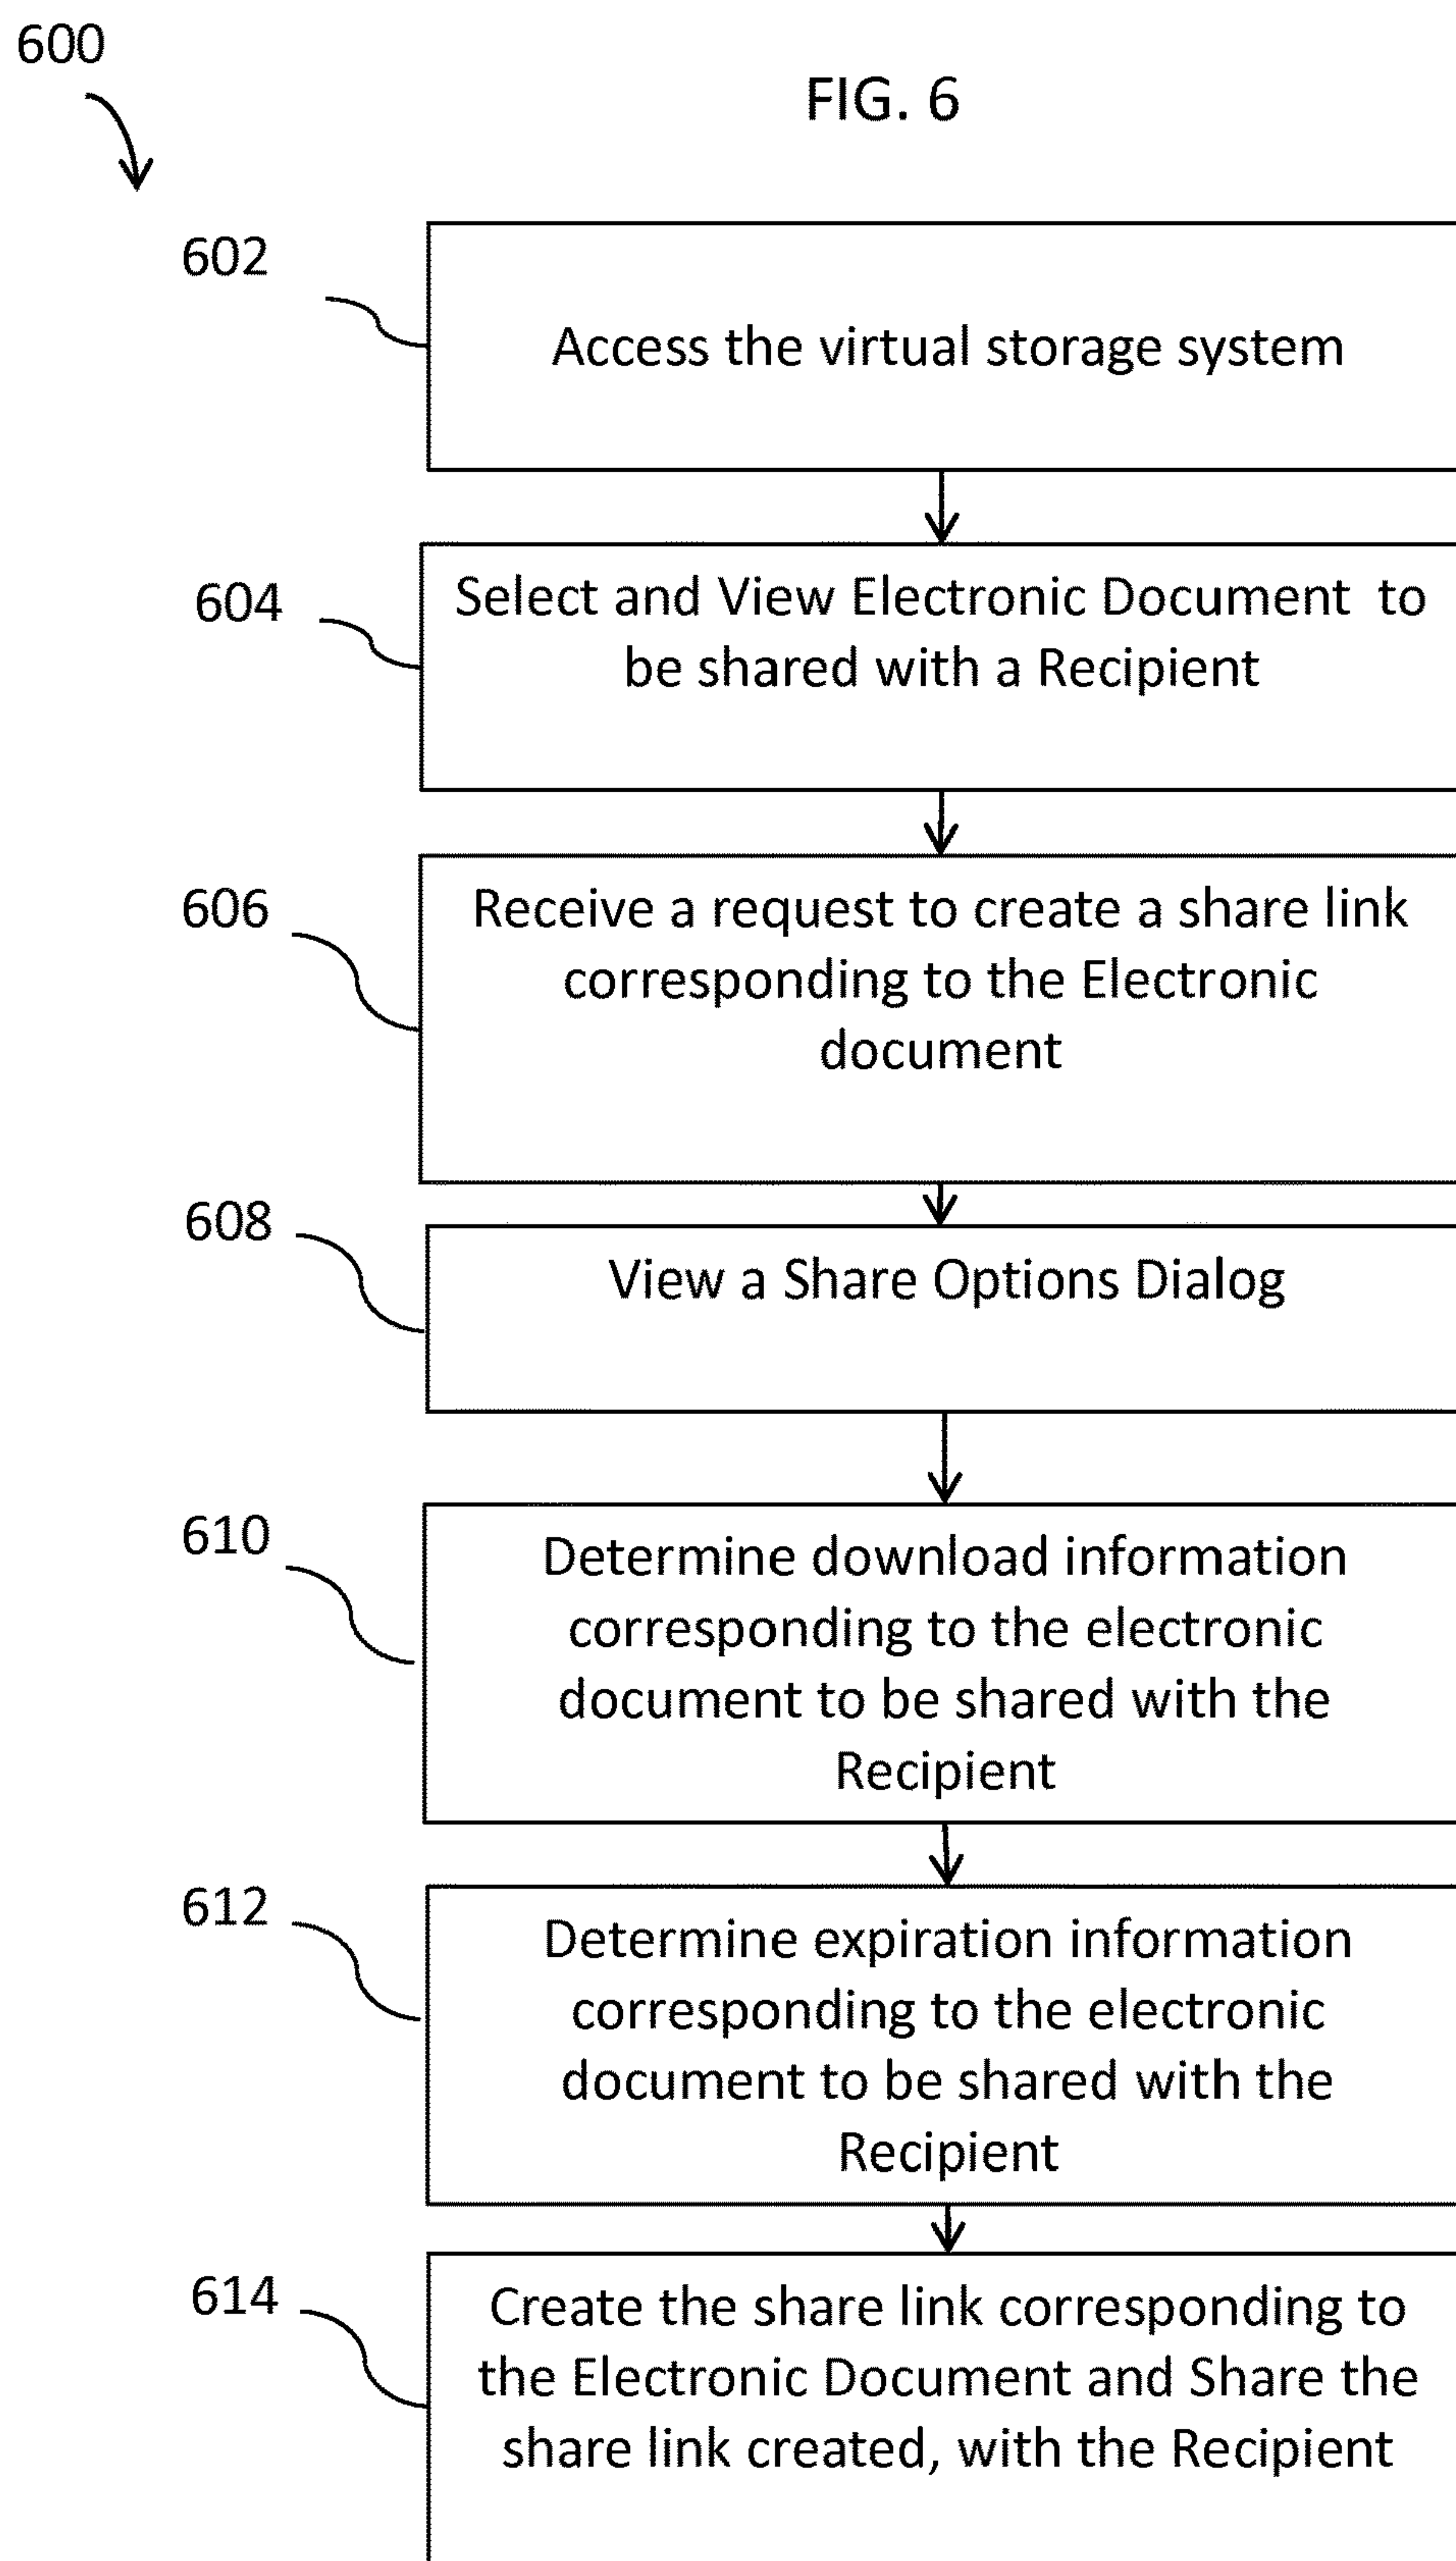 600
FIG. 6
602
Access the virtual storage system
604
Select and View Electronic Document to
be shared with a Recipient
606
Receive a request to create a share link
corresponding to the Electronic
document
608
View a Share Options Dialog
610
Determine download information
corresponding to the electronic
document to be shared with the
Recipient
612
Determine expiration information
corresponding to the electronic
document to be shared with the
Recipient
614
Create the share link corresponding to
the Electronic Document and Share the
share link created, with the Recipient